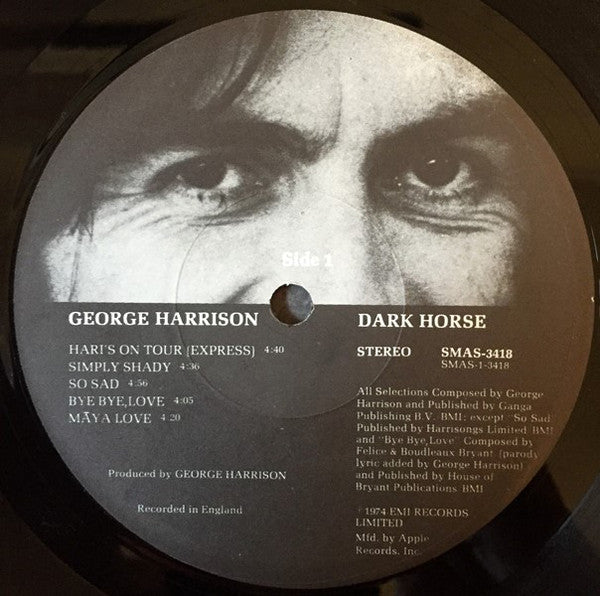 Side 1
GEORGE HARRISON
HARI'S ON TOUR (EXPRESS) 4:40
SIMPLY SHADY 4:36
SO SAD 4:56
BYE BYE, LOVE 4:05
MĀYA LOVE 4:20
Produced by GEORGE HARRISON
Recorded in England
DARK HORSE
STEREO SMAS-3418
SMAS-1-3418
All Selections Composed by George
Harrison and Published by Ganga
Publishing B.V. BMI; except "So Sad"
Published by Harrisongs Limited BMI
and "Bye Bye, Love" Composed by
Felice & Boudleaux Bryant (parody
lyric added by George Harrison)
and Published by House of
Bryant Publications BMI
℗ 1974 EMI RECORDS
LIMITED
Mfd. by Apple
Records, Inc.